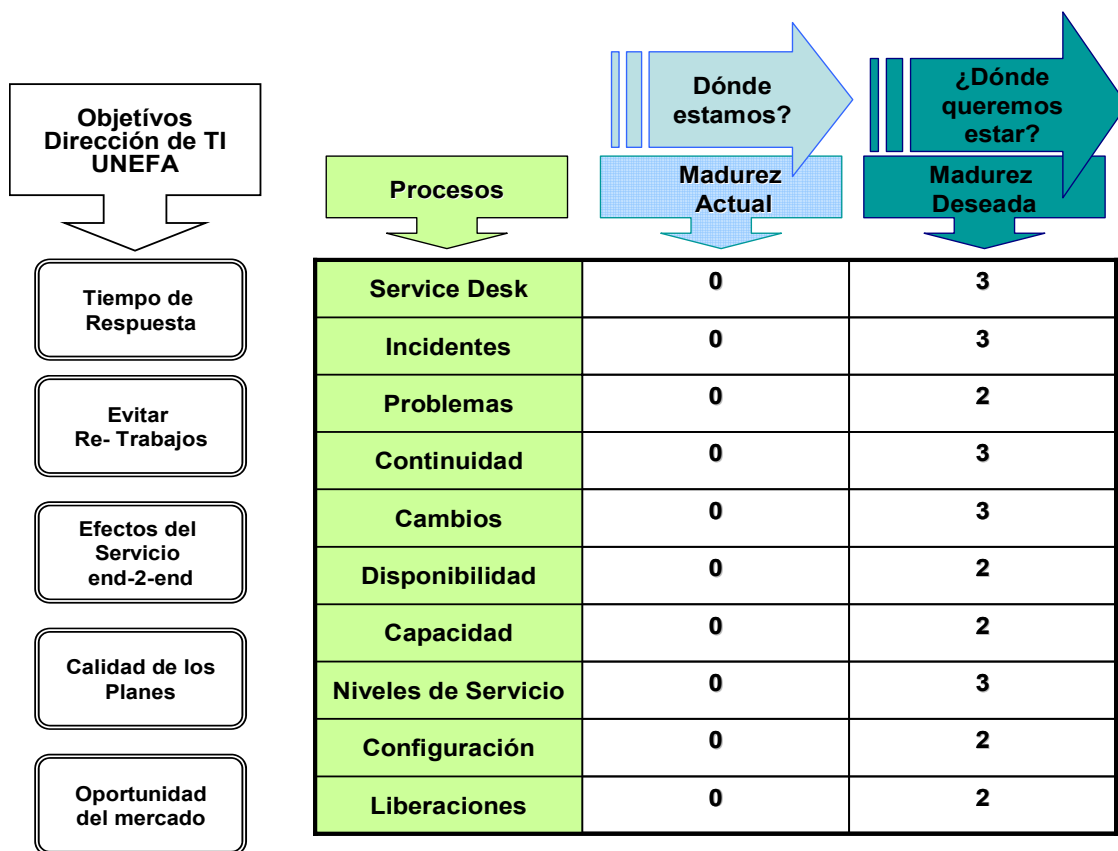 Objetívos
Dirección de TI
UNEFA
Dónde
estamos?
¿Dónde
queremos
estar?
Procesos
Madurez
Actual
Madurez
Deseada
Tiempo de
Respuesta
Evitar
Re- Trabajos
Efectos del
Servicio
end-2-end
Calidad de los
Planes
Oportunidad
del mercado
Service Desk 0 3
Incidentes 0 3
Problemas 0 2
Continuidad 0 3
Cambios 0 3
Disponibilidad 0 2
Capacidad 0 2
Niveles de Servicio 0 3
Configuración 0 2
Liberaciones 0 2